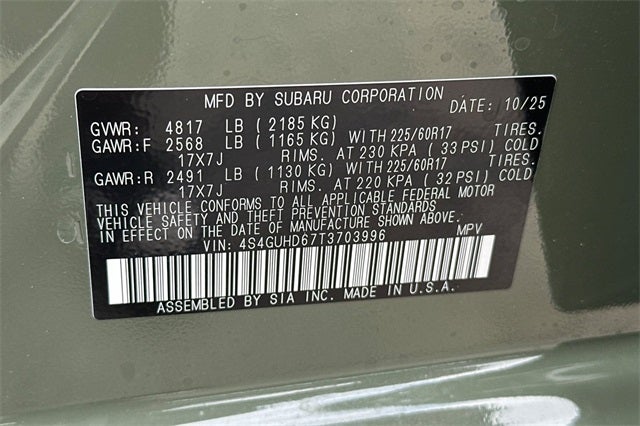 MFD BY SUBARU CORPORATION DATE: 10/25
GVWR: 4817 LB ( 2185 KG)
GAWR:F 2568 LB ( 1165 KG) WITH 225/60R17 TIRES.
17X7J RIMS. AT 230 KPA ( 33 PSI) COLD
GAWR:R 2491 LB ( 1130 KG) WITH 225/60R17 TIRES.
17X7J RIMS. AT 220 KPA ( 32 PSI) COLD
THIS VEHICLE CONFORMS TO ALL APPLICABLE FEDERAL MOTOR
VEHICLE SAFETY AND THEFT PREVENTION STANDARDS
IN EFFECT ON THE DATE OF MANUFACTURE SHOWN ABOVE.
VIN: 4S4GUHD67T3703996 MPV
ASSEMBLED BY SIA INC. MADE IN U.S.A.